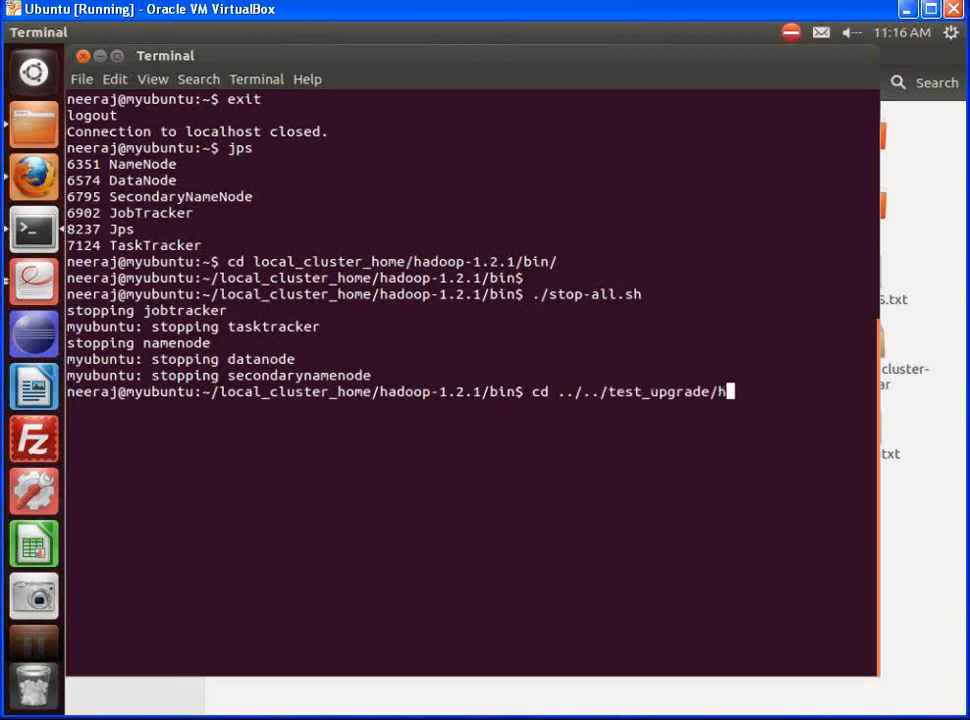 Ubuntu [Running] - Oracle VM VirtualBox
Terminal
11:16 AM
Terminal
File Edit View Search Terminal Help
Search
neeraj@myubuntu:~$ exit
logout
Connection to localhost closed.
neeraj@myubuntu:~$ jps
6351 NameNode
6574 DataNode
6795 SecondaryNameNode
6902 JobTracker
8237 Jps
7124 TaskTracker
neeraj@myubuntu:~$ cd local_cluster_home/hadoop-1.2.1/bin/
neeraj@myubuntu:~/local_cluster_home/hadoop-1.2.1/bin$
neeraj@myubuntu:~/local_cluster_home/hadoop-1.2.1/bin$ ./stop-all.sh
stopping jobtracker
myubuntu: stopping tasktracker
stopping namenode
myubuntu: stopping datanode
myubuntu: stopping secondarynamenode
neeraj@myubuntu:~/local_cluster_home/hadoop-1.2.1/bin$ cd ../../test_upgrade/h
S.txt
cluster-
ar
txt
Fz